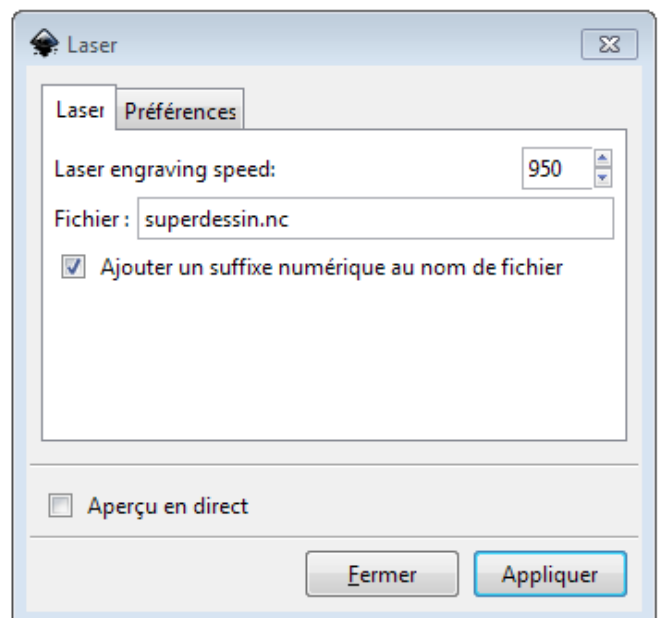 Laser
Laser Préférences
Laser engraving speed: 950
Fichier : superdessin.nc
Ajouter un suffixe numérique au nom de fichier
Aperçu en direct
Fermer Appliquer